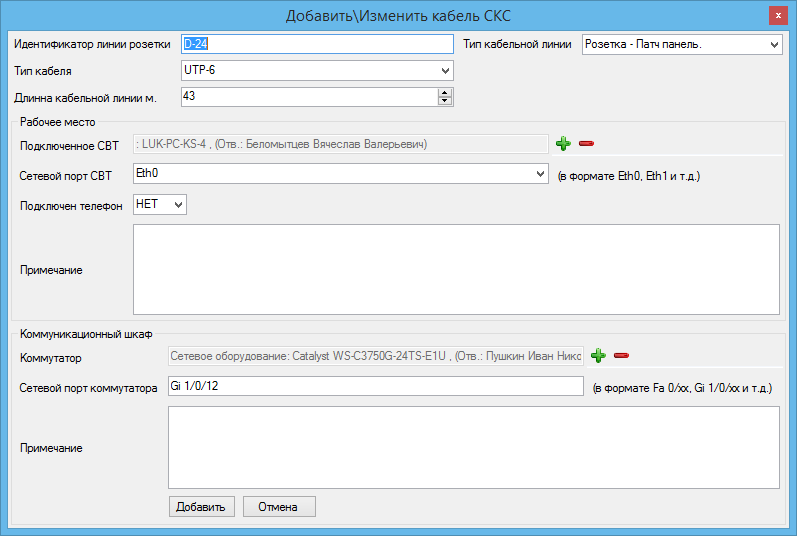 Добавить\Изменить кабель СКС
x
Идентификатор линии розетки D-24 Тип кабельной линии Розетка - Патч панель.
Тип кабеля UTP-6
Длинна кабельной линии м. 43
Рабочее место
Подключенное СВТ : LUK-PC-KS-4 , (Отв.: Беломытцев Вячеслав Валерьевич)
Сетевой порт СВТ Eth0 (в формате Eth0, Eth1 и т.д.)
Подключен телефон НЕТ
Примечание
Коммуникационный шкаф
Коммутатор Сетевое оборудование: Catalyst WS-C3750G-24TS-E1U , (Отв.: Пушкин Иван Нико
Сетевой порт коммутатора Gi 1/0/12 (в формате Fa 0/xx, Gi 1/0/xx и т.д.)
Примечание
Добавить Отмена